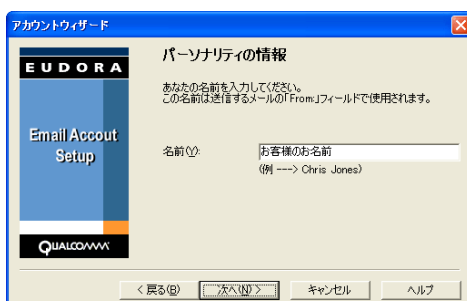 アカウントウィザード
EUDORA
Email Accout
Setup
QUALCOMM
パーソナリティの情報
あなたの名前を入力してください。
この名前は送信するメールの「From:」フィールドで使用されます。
名前(Y): お客様のお名前
(例 ---> Chris Jones)
< 戻る(B) 次へ(N) > キャンセル ヘルプ